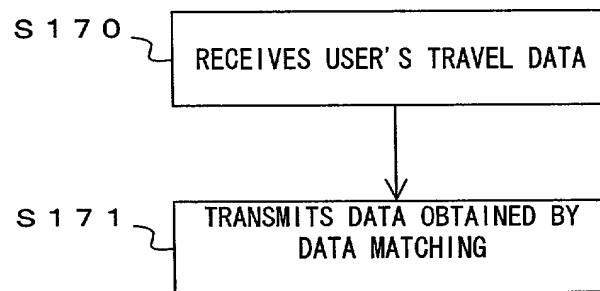 S170
RECEIVES USER'S TRAVEL DATA
S171
TRANSMITS DATA OBTAINED BY
DATA MATCHING